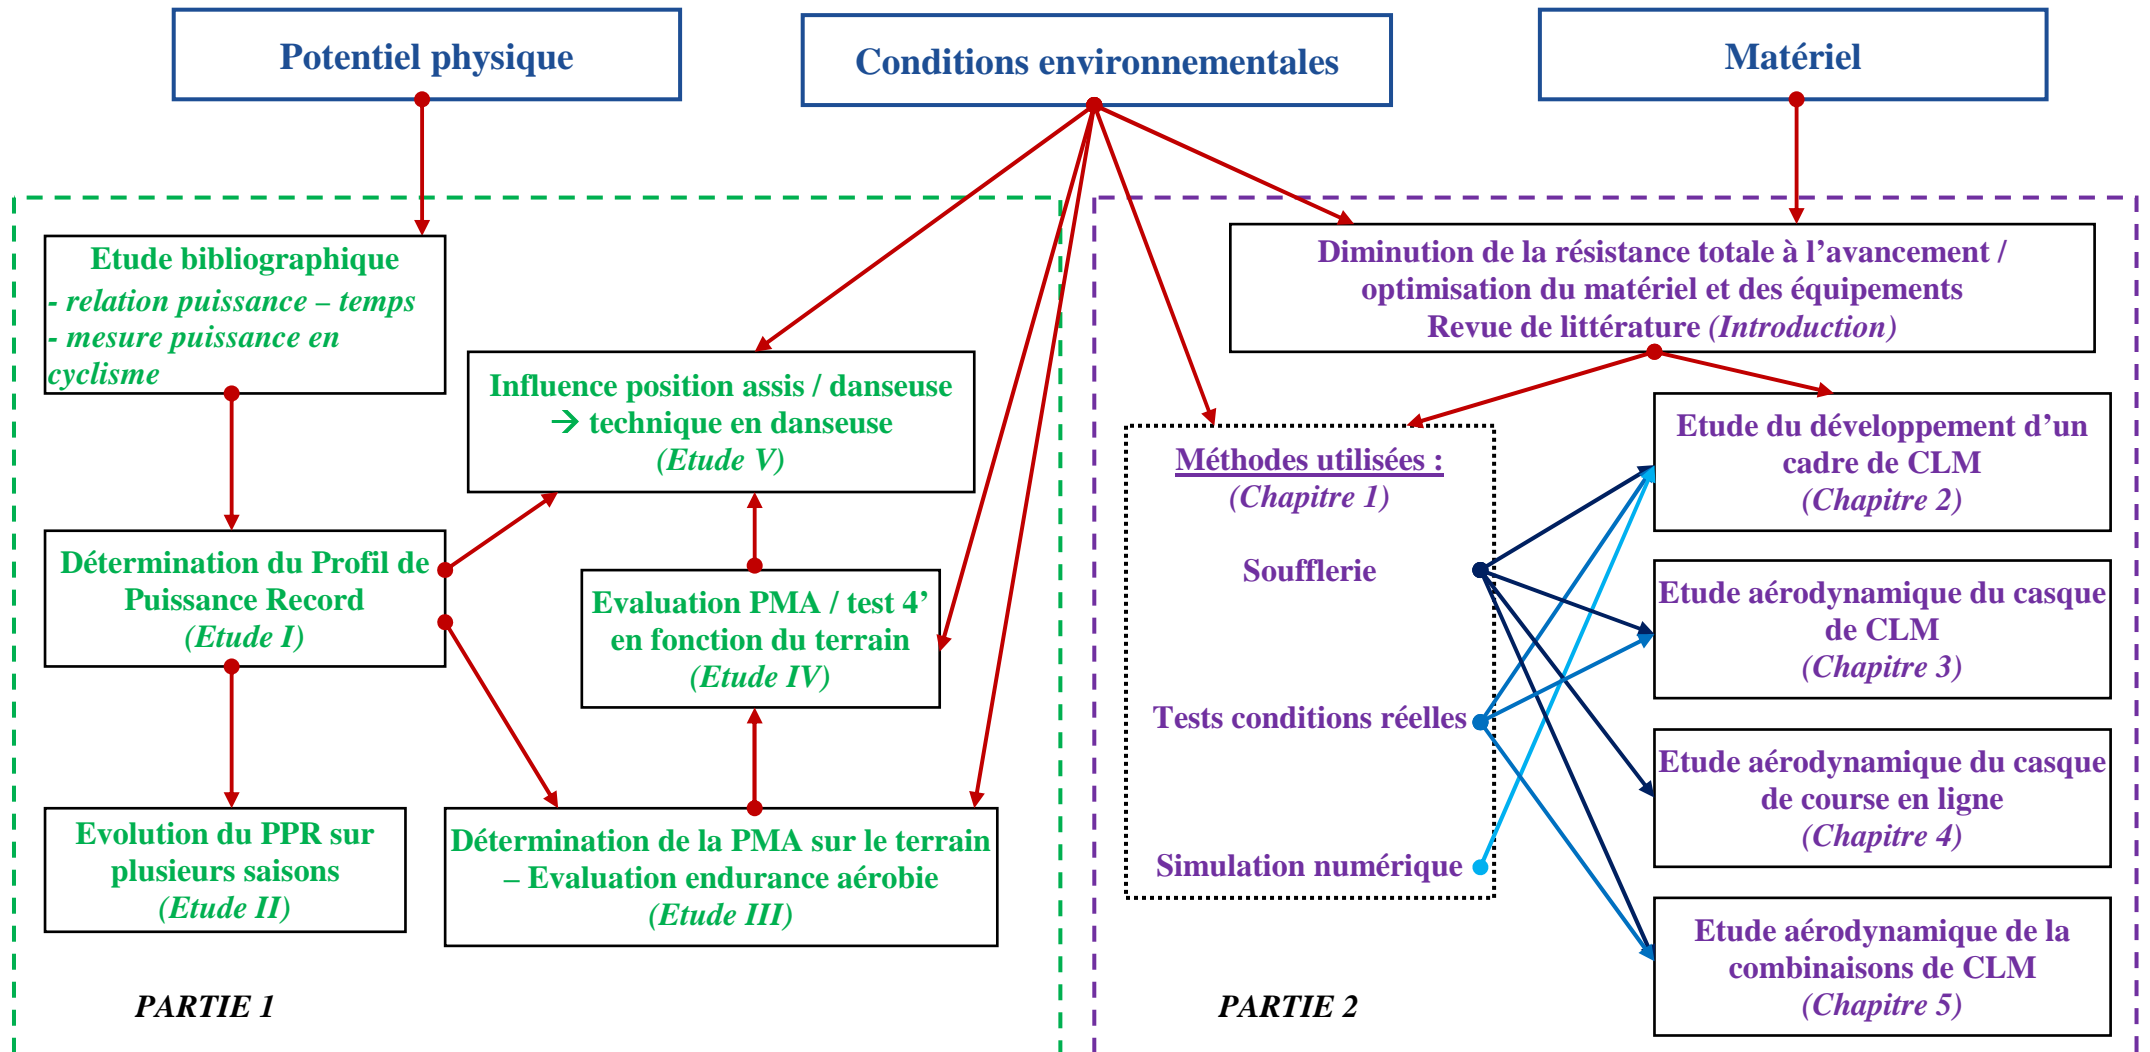 Potentiel physique
Conditions environnementales
Matériel
Etude bibliographique
- relation puissance – temps
- mesure puissance en
cyclisme
Influence position assis / danseuse
→ technique en danseuse
(Etude V)
Détermination du Profil de
Puissance Record
(Etude I)
Evaluation PMA / test 4’
en fonction du terrain
(Etude IV)
Evolution du PPR sur
plusieurs saisons
(Etude II)
Détermination de la PMA sur le terrain
– Evaluation endurance aérobie
(Etude III)
PARTIE 1
Diminution de la résistance totale à l’avancement /
optimisation du matériel et des équipements
Revue de littérature (Introduction)
Méthodes utilisées :
(Chapitre 1)
Soufflerie
Tests conditions réelles
Simulation numérique
Etude du développement d’un
cadre de CLM
(Chapitre 2)
Etude aérodynamique du casque
de CLM
(Chapitre 3)
Etude aérodynamique du casque
de course en ligne
(Chapitre 4)
Etude aérodynamique de la
combinaisons de CLM
(Chapitre 5)
PARTIE 2